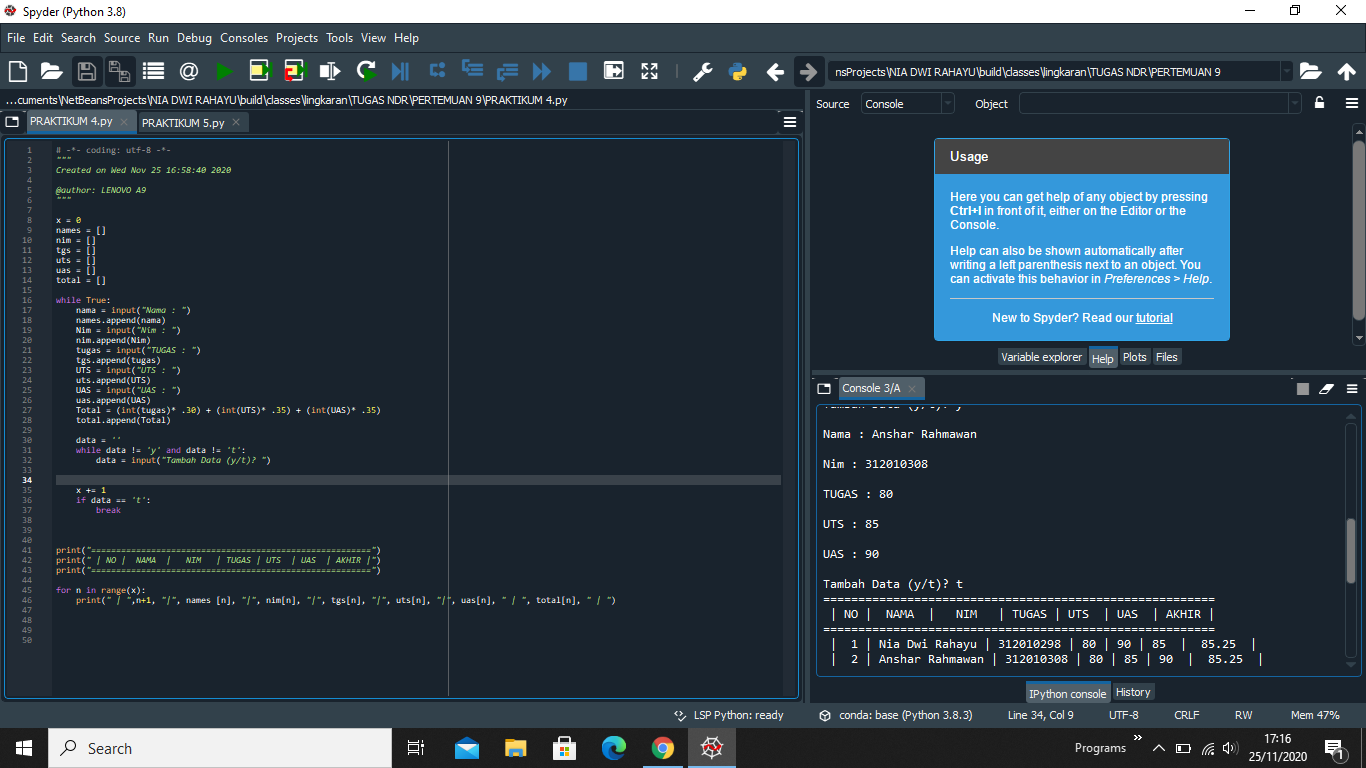 Spyder (Python 3.8)
File Edit Search Source Run Debug Consoles Projects Tools View Help
nsProjects\NIA DWI RAHAYU\build\classes\lingkaran\TUGAS NDR\PERTEMUAN 9
...cuments\NetBeansProjects\NIA DWI RAHAYU\build\classes\lingkaran\TUGAS NDR\PERTEMUAN 9\PRAKTIKUM 4.py
PRAKTIKUM 4.py PRAKTIKUM 5.py
1 # -*- coding: utf-8 -*-
2 """
3 Created on Wed Nov 25 16:58:40 2020
4
5 @author: LENOVO A9
6 """
7
8 x = 0
9 names = []
10 nim = []
11 tgs = []
12 uts = []
13 uas = []
14 total = []
15
16 while True:
17     nama = input("Nama : ")
18     names.append(nama)
19     Nim = input("Nim : ")
20     nim.append(Nim)
21     tugas = input("TUGAS : ")
22     tgs.append(tugas)
23     UTS = input("UTS : ")
24     uts.append(UTS)
25     UAS = input("UAS : ")
26     uas.append(UAS)
27     Total = (int(tugas)* .30) + (int(UTS)* .35) + (int(UAS)* .35)
28     total.append(Total)
29
30     data = ''
31     while data != 'y' and data != 't':
32         data = input("Tambah Data (y/t)? ")
33
34
35     x += 1
36     if data == 't':
37         break
38
39
40
41 print("========================================================")
42 print(" | NO |  NAMA  |   NIM   | TUGAS | UTS  | UAS  | AKHIR |")
43 print("========================================================")
44
45 for n in range(x):
46     print(" | ",n+1, "|", names [n], "|", nim[n], "|", tgs[n], "|", uts[n], "|", uas[n], " | ", total[n], " | ")
47
48
49
50
Source Console Object
Usage
Here you can get help of any object by pressing
Ctrl+I in front of it, either on the Editor or the
Console.
Help can also be shown automatically after
writing a left parenthesis next to an object. You
can activate this behavior in Preferences > Help.
New to Spyder? Read our tutorial
Variable explorer Help Plots Files
Console 3/A
Tambah Data (y/t)? y
Nama : Anshar Rahmawan
Nim : 312010308
TUGAS : 80
UTS : 85
UAS : 90
Tambah Data (y/t)? t
========================================================
| NO |  NAMA  |   NIM   | TUGAS | UTS  | UAS  | AKHIR |
========================================================
|  1 | Nia Dwi Rahayu | 312010298 | 80 | 90 | 85  |  85.25  |
|  2 | Anshar Rahmawan | 312010308 | 80 | 85 | 90  |  85.25  |
IPython console History
LSP Python: ready conda: base (Python 3.8.3) Line 34, Col 9 UTF-8 CRLF RW Mem 47%
Search
Programs
17:16
25/11/2020
1